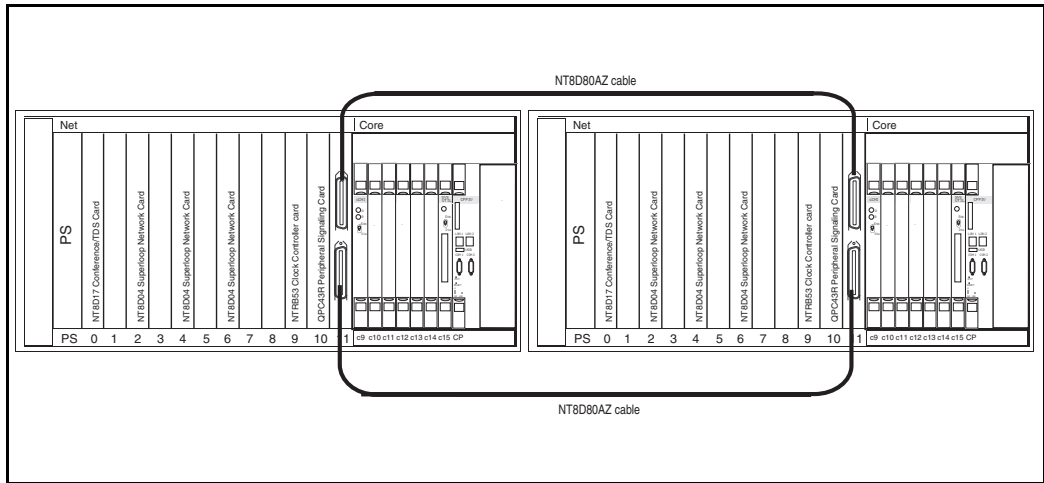 NT8D80AZ cable
Net
Core
PS
NT8D17 Conference/TDS Card
NT8D04 Superloop Network Card
NT8D04 Superloop Network Card
NT8D04 Superloop Network Card
NTRB53 Clock Controller card
QPC43R Peripheral Signaling Card
PS 0 1 2 3 4 5 6 7 8 9 10 11 c9 c10 c11 c12 c13 c14 c15 CP
Net
Core
PS
NT8D17 Conference/TDS Card
NT8D04 Superloop Network Card
NT8D04 Superloop Network Card
NT8D04 Superloop Network Card
NTRB53 Clock Controller card
QPC43R Peripheral Signaling Card
PS 0 1 2 3 4 5 6 7 8 9 10 11 c9 c10 c11 c12 c13 c14 c15 CP
NT8D80AZ cable